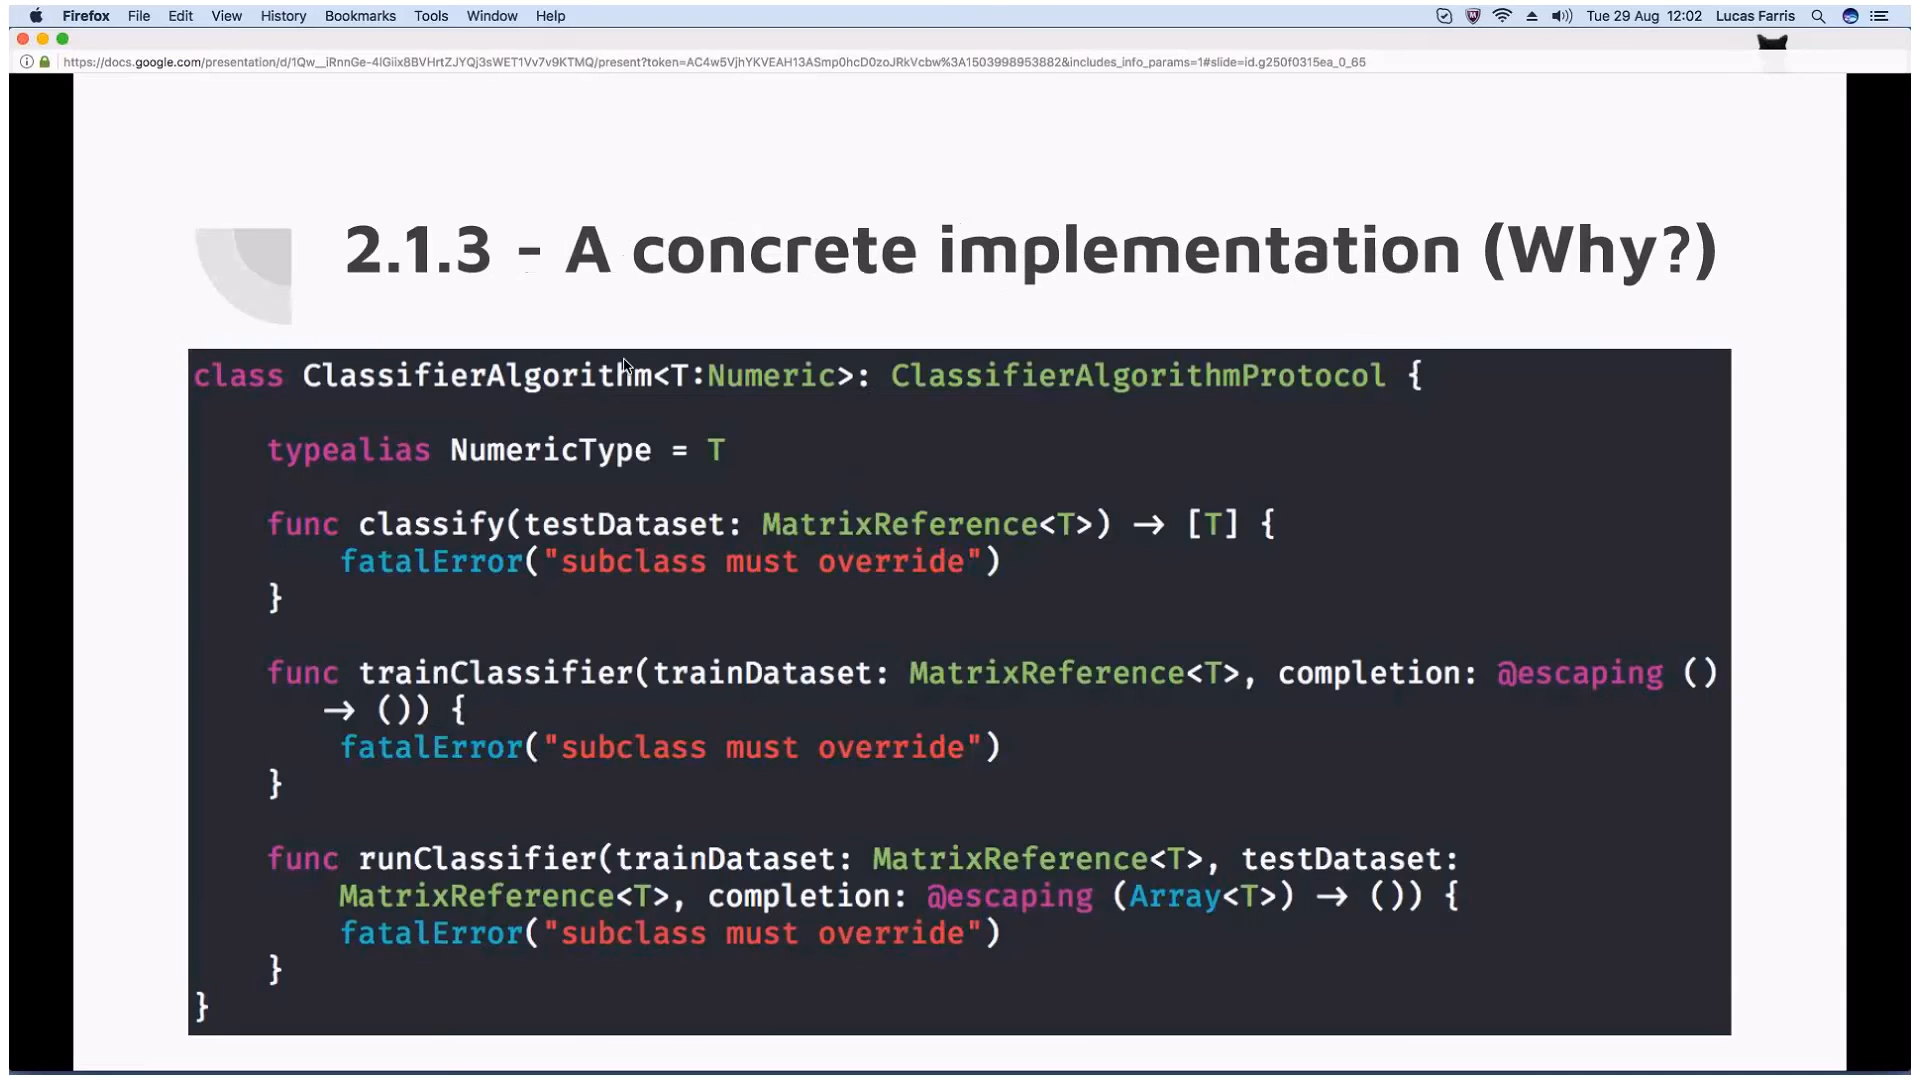 Firefox File Edit View History Bookmarks Tools Window Help Tue 29 Aug 12:02 Lucas Farris
https://docs.google.com/presentation/d/1Qw__iRnnGe-4lGiix8BVHrtZJYQj3sWET1Vv7v9KTMQ/present?token=AC4w5VjhYKVEAH13ASmp0hcD0zoJRkVcbw%3A1503998953882&includes_info_params=1#slide=id.g250f0315ea_0_65
2.1.3 - A concrete implementation (Why?)
class ClassifierAlgorithm<T:Numeric>: ClassifierAlgorithmProtocol {
typealias NumericType = T
func classify(testDataset: MatrixReference<T>) → [T] {
fatalError("subclass must override")
}
func trainClassifier(trainDataset: MatrixReference<T>, completion: @escaping ()
→ ()) {
fatalError("subclass must override")
}
func runClassifier(trainDataset: MatrixReference<T>, testDataset:
MatrixReference<T>, completion: @escaping (Array<T>) → ()) {
fatalError("subclass must override")
}
}